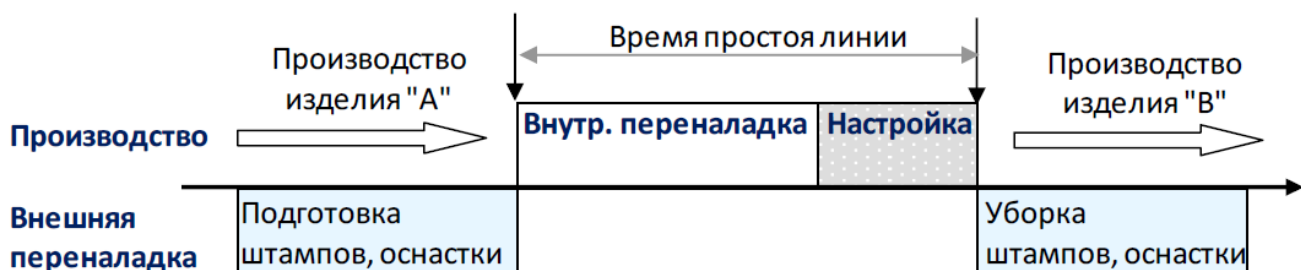 Время простоя линии
Производство
изделия "А"
Производство
изделия "В"
Производство
Внутр. переналадка
Настройка
Внешняя
переналадка
Подготовка
штампов, оснастки
Уборка
штампов, оснастки